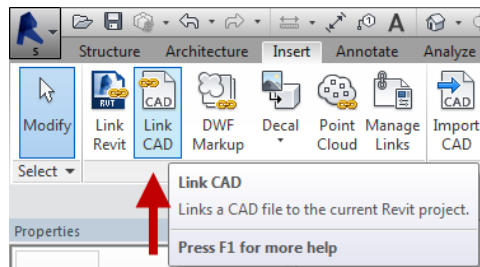 S
Structure Architecture Insert Annotate Analyze
RVT CAD CAD
Modify Link Revit Link CAD DWF Markup Decal Point Cloud Manage Links Import CAD
Select
Link CAD
Links a CAD file to the current Revit project.
Properties
Press F1 for more help